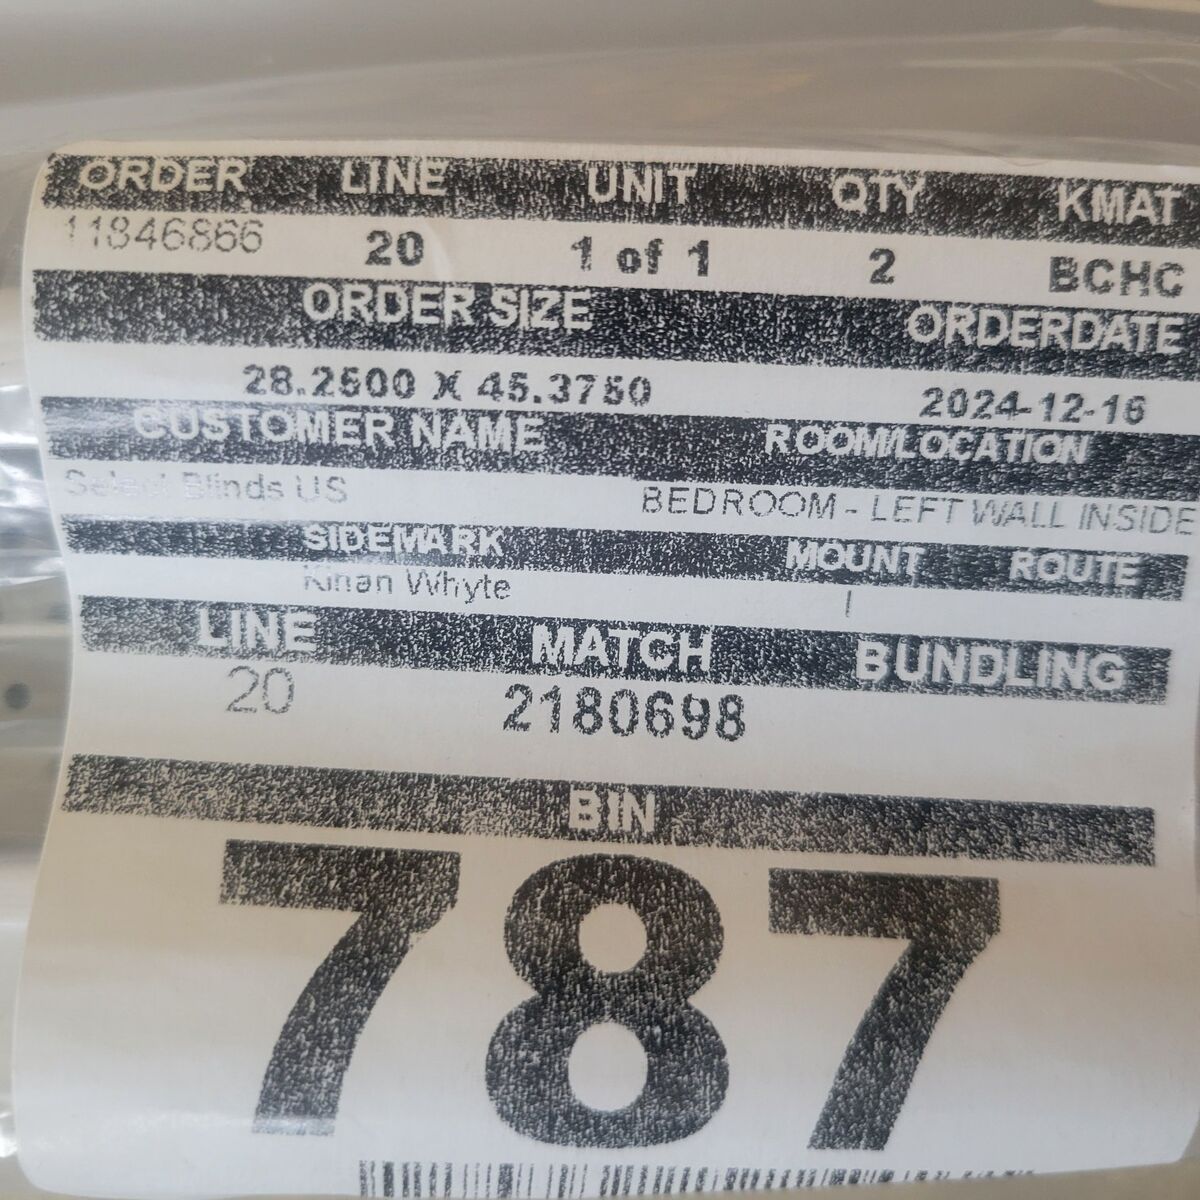 ORDER LINE UNIT QTY KMAT
11846866 20 1 of 1 2 BCHC
ORDER SIZE ORDERDATE
28.2500 X 45.3750 2024-12-16
CUSTOMER NAME ROOM/LOCATION
Select Blinds US BEDROOM - LEFT WALL INSIDE
SIDEMARK MOUNT ROUTE
Kinan Whyte I
LINE MATCH BUNDLING
20 2180698
BIN
787